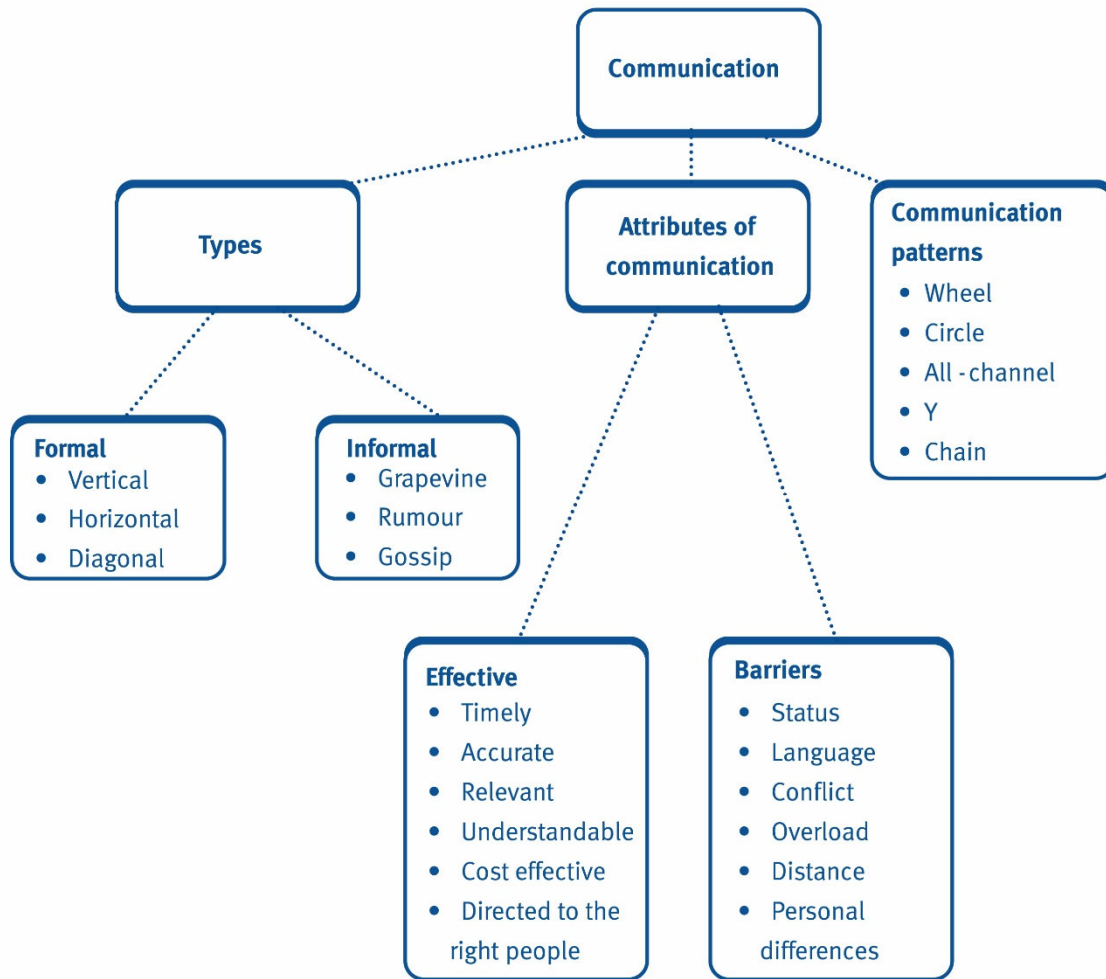 Communication
Types
Attributes of
communication
Communication
patterns
• Wheel
• Circle
• All - channel
• Y
• Chain
Formal
• Vertical
• Horizontal
• Diagonal
Informal
• Grapevine
• Rumour
• Gossip
Effective
• Timely
• Accurate
• Relevant
• Understandable
• Cost effective
• Directed to the
right people
Barriers
• Status
• Language
• Conflict
• Overload
• Distance
• Personal
differences